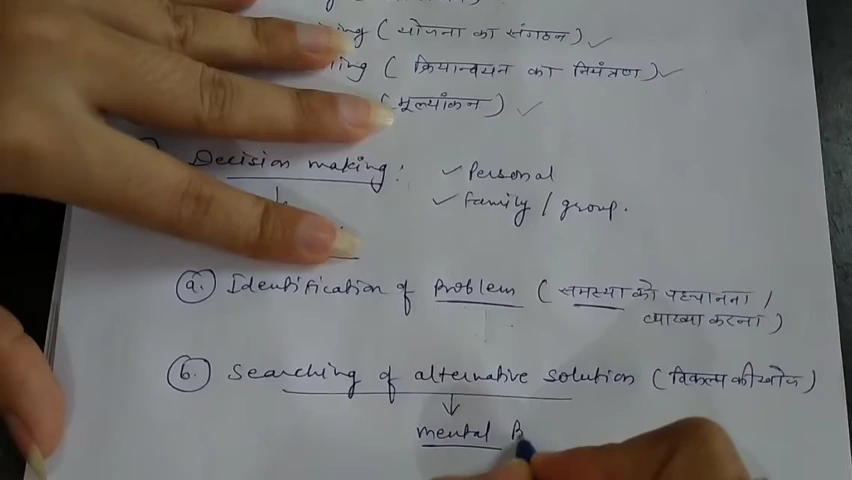 (योजना का संगठन) ✓
(क्रियान्वयन का नियंत्रण) ✓
(मूल्यांकन) ✓
Decision making: ✓ Personal
✓ family / group.
a. Identification of Problem (समस्या को पहचानना /
व्याख्या करना)
b. Searching of alternative solution (विकल्प की खोज)
mental B